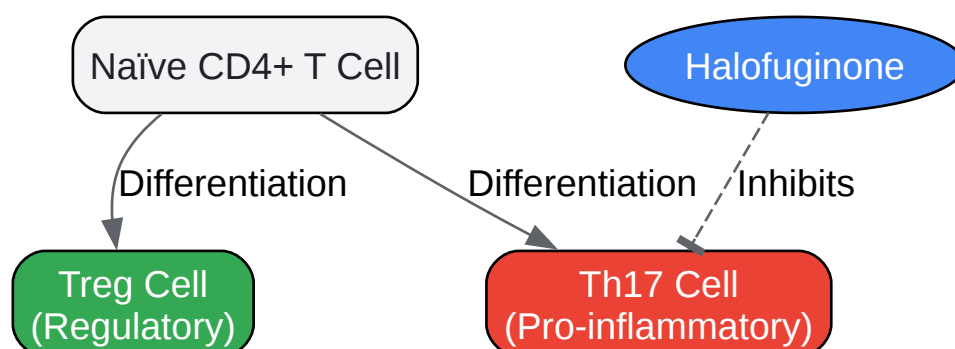 Naïve CD4+ T Cell
Halofuginone
Differentiation
Differentiation
Inhibits
Treg Cell
(Regulatory)
Th17 Cell
(Pro-inflammatory)